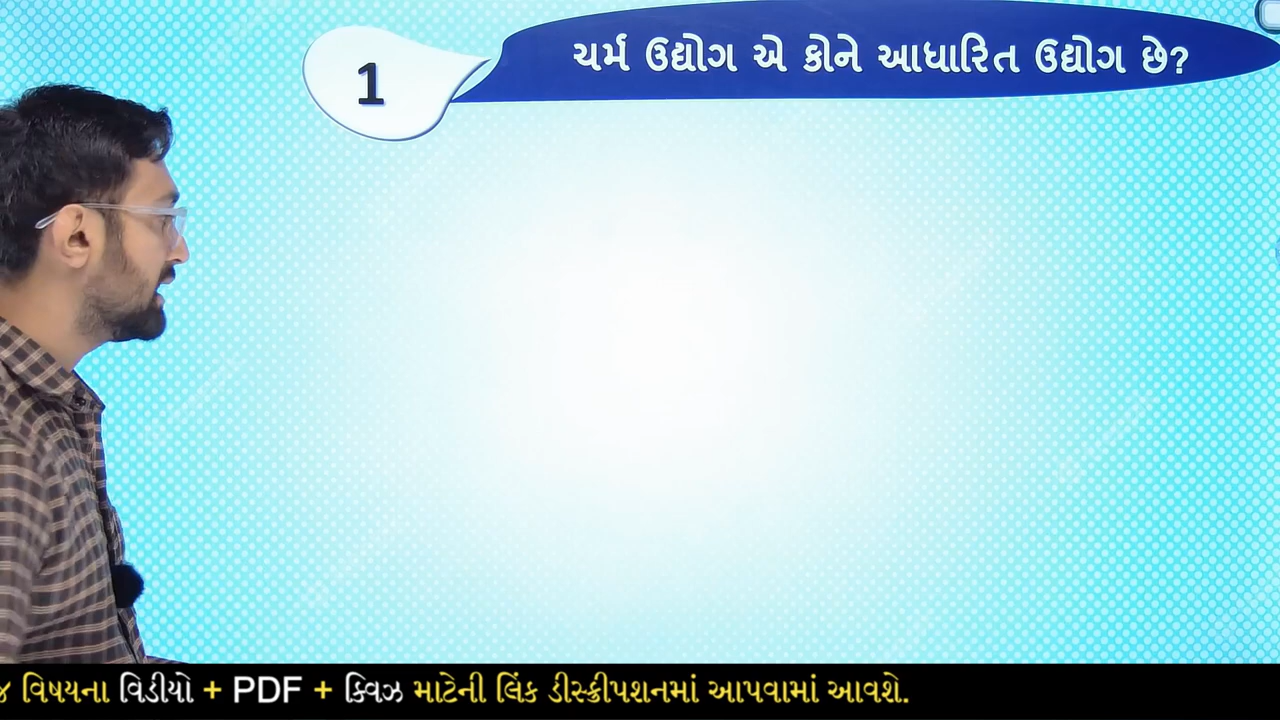 1
ચર્મ ઉદ્યોગ એ કોને આધારિત ઉદ્યોગ છે?
વિષયના વિડીયો + PDF + ક્વિઝ માટેની લિંક ડીસ્ક્રીપશનમાં આપવામાં આવશે.